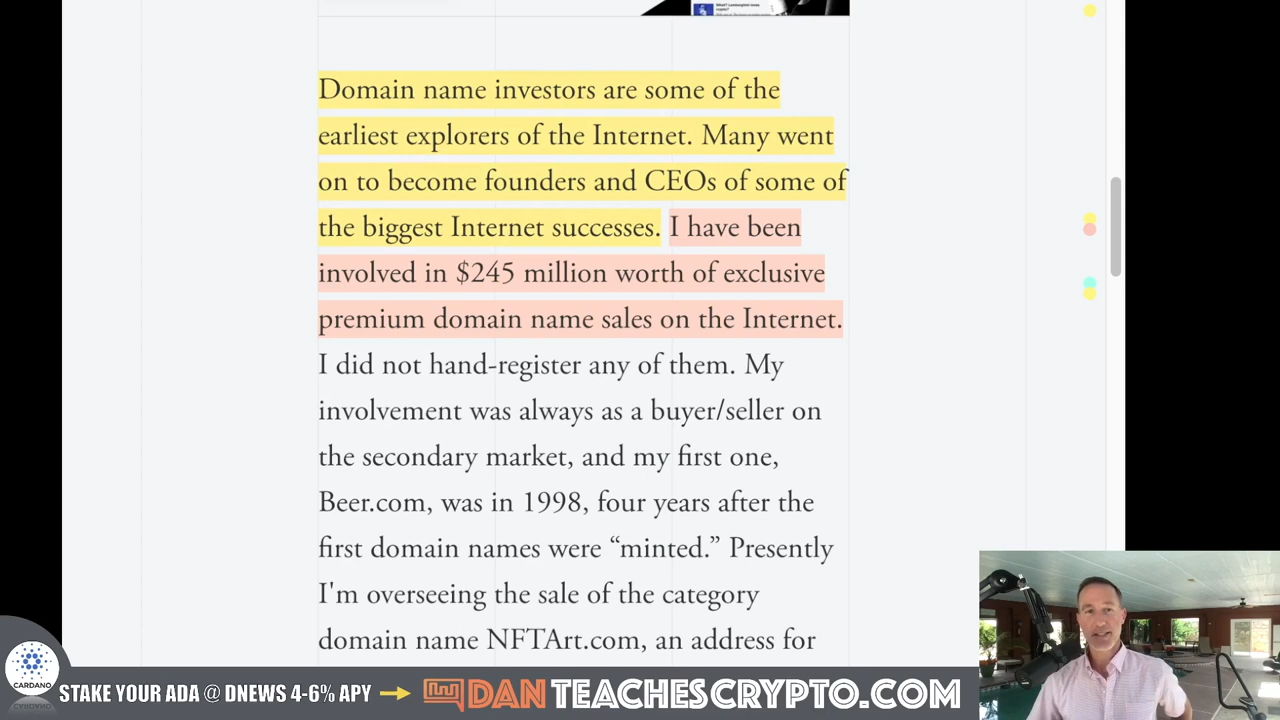 Domain name investors are some of the
earliest explorers of the Internet. Many went
on to become founders and CEOs of some of
the biggest Internet successes. I have been
involved in $245 million worth of exclusive
premium domain name sales on the Internet.
I did not hand-register any of them. My
involvement was always as a buyer/seller on
the secondary market, and my first one,
Beer.com, was in 1998, four years after the
first domain names were “minted.” Presently
I'm overseeing the sale of the category
domain name NFTArt.com, an address for
CARDANO
STAKE YOUR ADA @ DNEWS 4-6% APY
DANTEACHESCRYPTO.COM